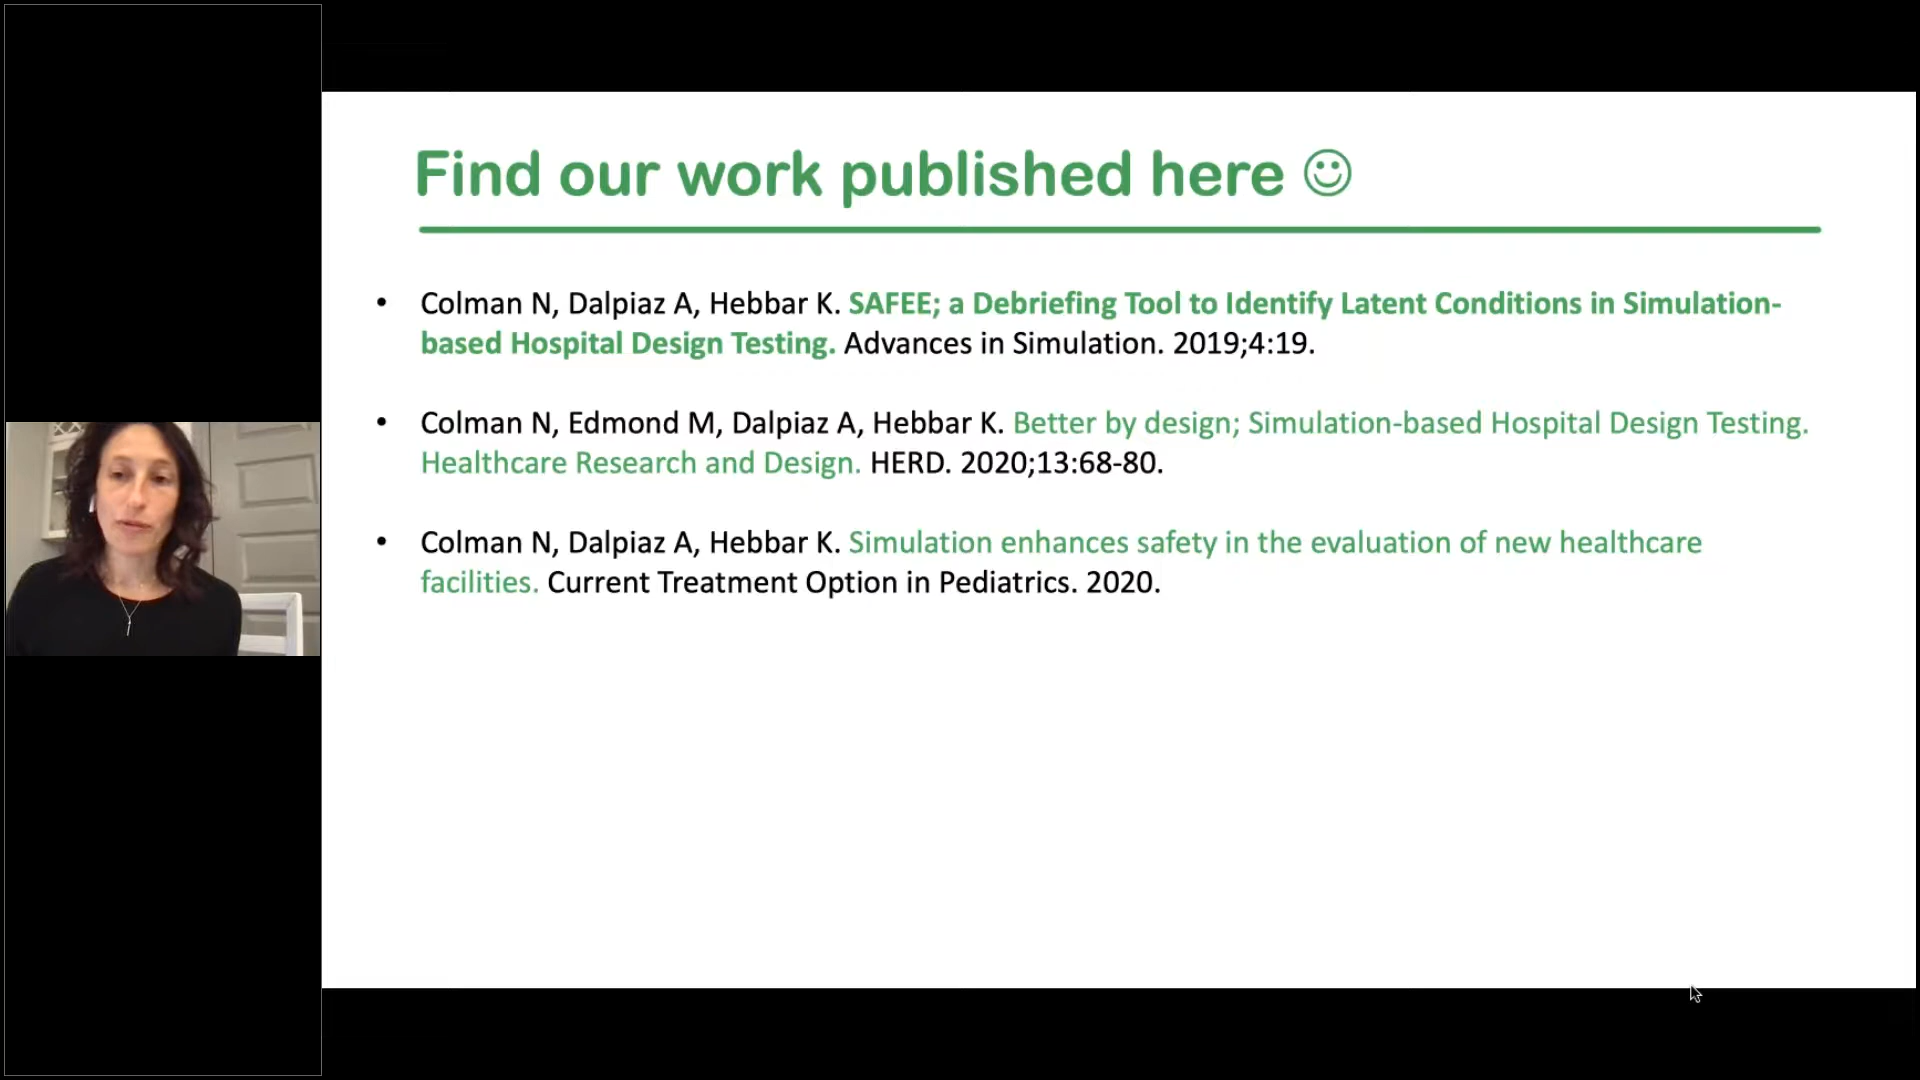 Find our work published here ☺
• Colman N, Dalpiaz A, Hebbar K. SAFEE; a Debriefing Tool to Identify Latent Conditions in Simulation-
based Hospital Design Testing. Advances in Simulation. 2019;4:19.
• Colman N, Edmond M, Dalpiaz A, Hebbar K. Better by design; Simulation-based Hospital Design Testing.
Healthcare Research and Design. HERD. 2020;13:68-80.
• Colman N, Dalpiaz A, Hebbar K. Simulation enhances safety in the evaluation of new healthcare
facilities. Current Treatment Option in Pediatrics. 2020.